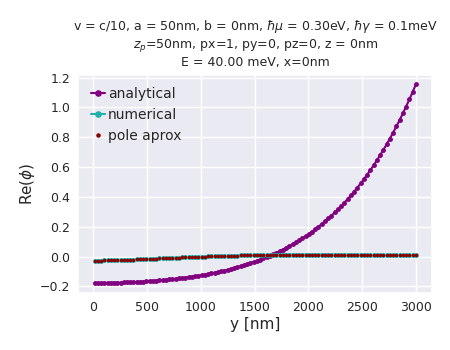 v = c/10, a = 50nm, b = 0nm, ℏμ = 0.30eV, ℏγ = 0.1meV
zₚ=50nm, px=1, py=0, pz=0, z = 0nm
E = 40.00 meV, x=0nm
1.2
1.0
0.8
0.6
0.4
0.2
0.0
−0.2
Re(ϕ)
analytical
numerical
pole aprox
0 500 1000 1500 2000 2500 3000
y [nm]